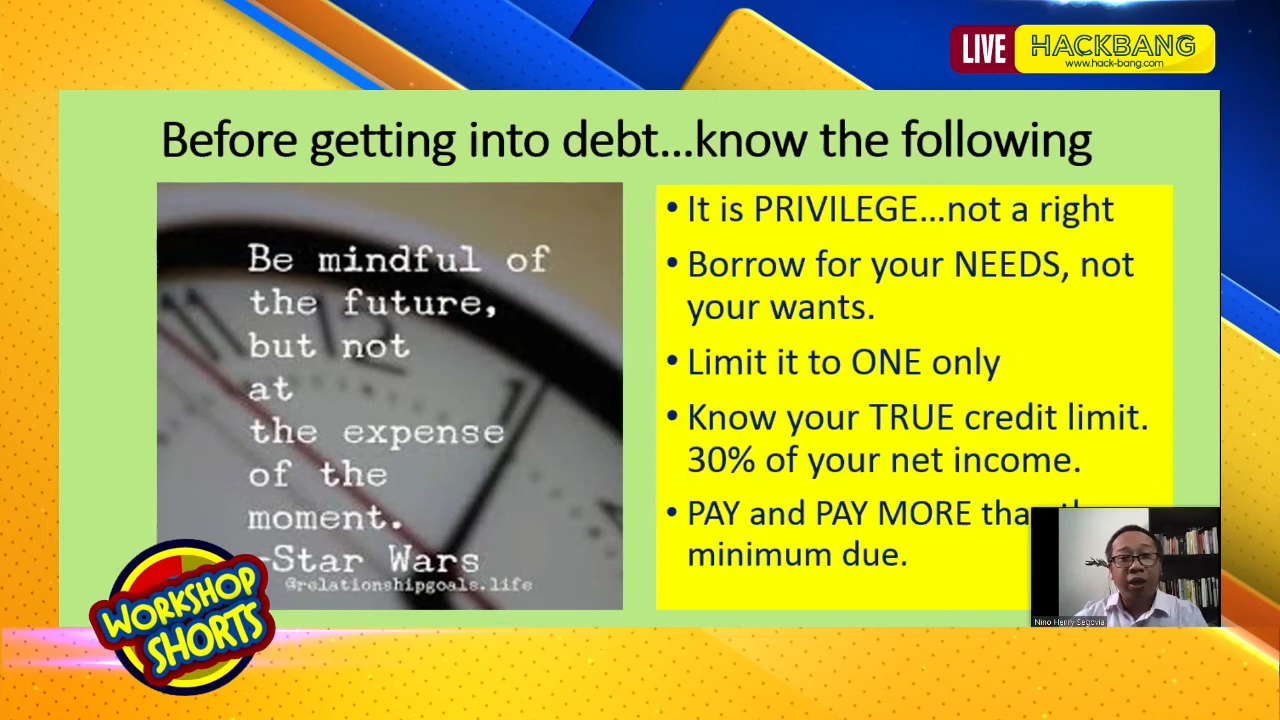 LIVE HACKBANG
www.hack-bang.com
Before getting into debt...know the following
Be mindful of
the future,
but not
at
the expense
of the
moment.
-Star Wars
@relationshipgoals.life
11 12 1
• It is PRIVILEGE...not a right
• Borrow for your NEEDS, not
your wants.
• Limit it to ONE only
• Know your TRUE credit limit.
30% of your net income.
• PAY and PAY MORE
minimum due.
WORKSHOP
SHORTS
Nino Henry Segovia